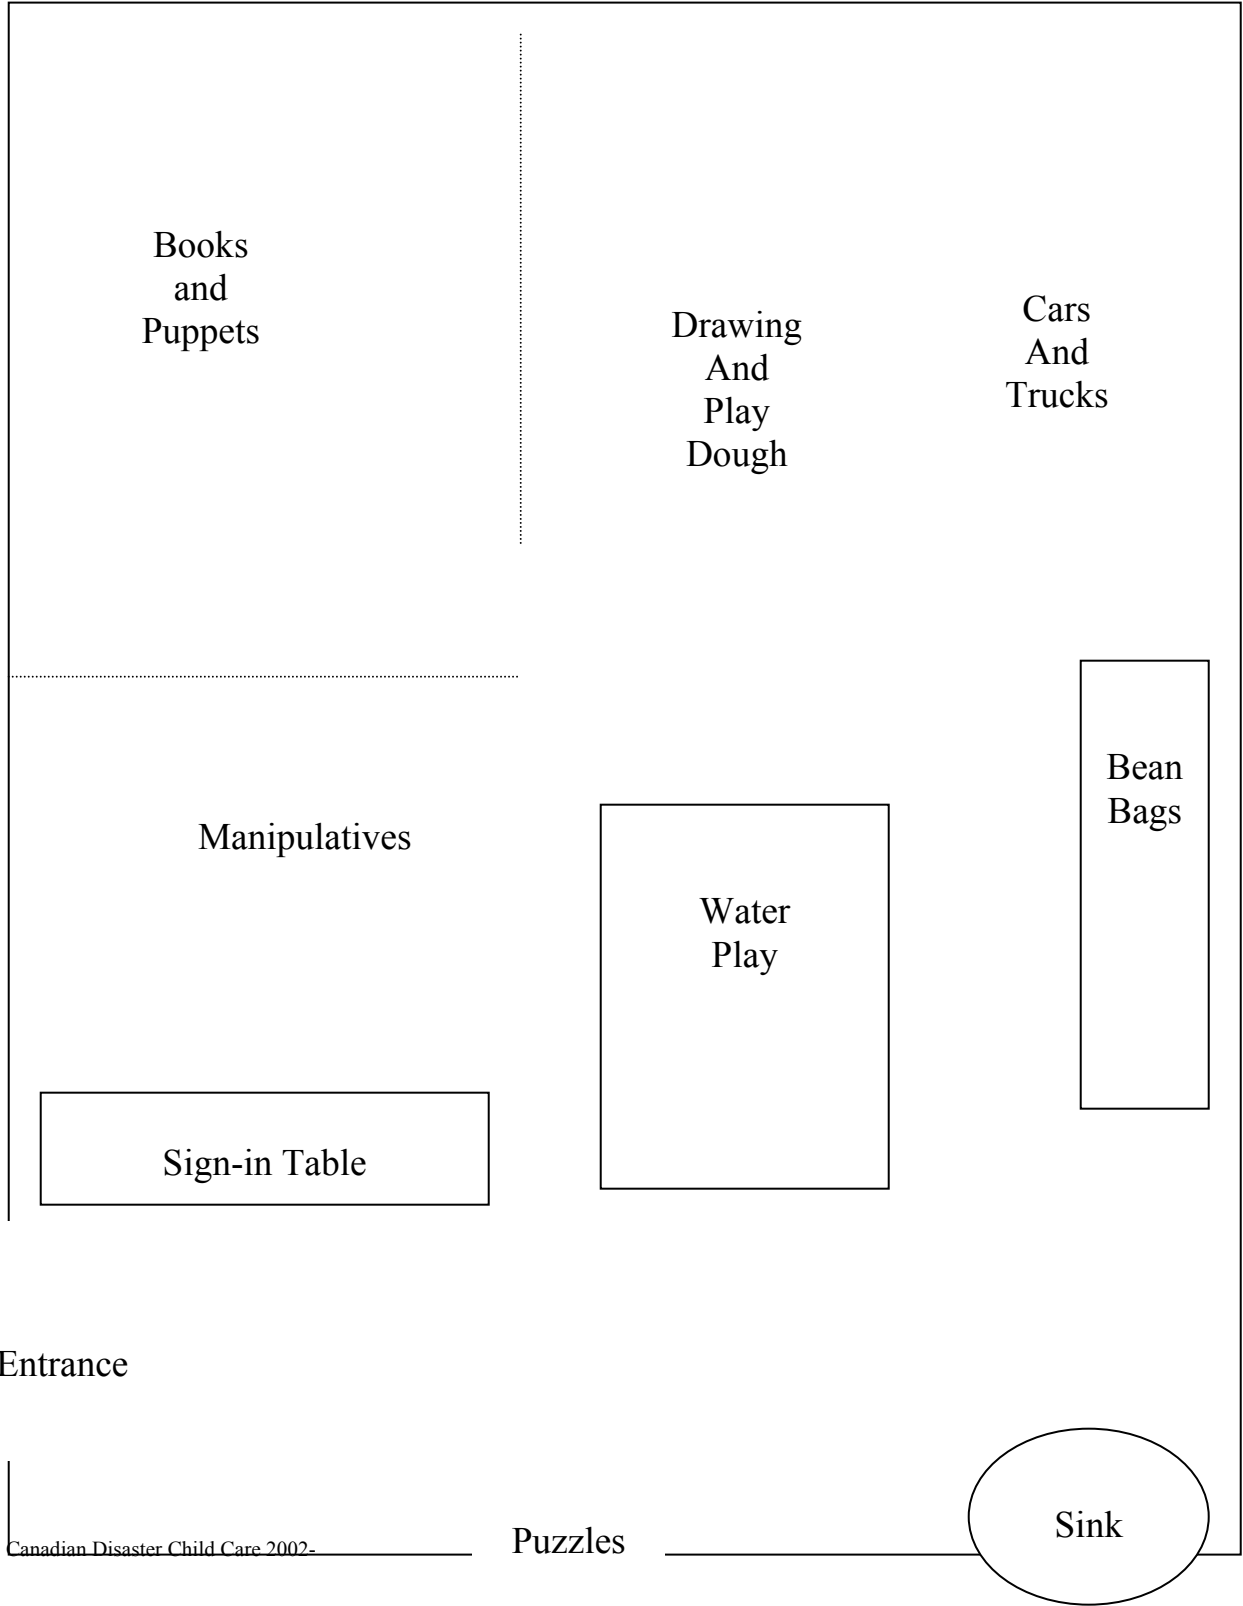 Books
and
Puppets
Drawing
And
Play
Dough
Cars
And
Trucks
Bean
Bags
Manipulatives
Water
Play
Sign-in Table
Entrance
Sink
Puzzles
Canadian Disaster Child Care 2002-